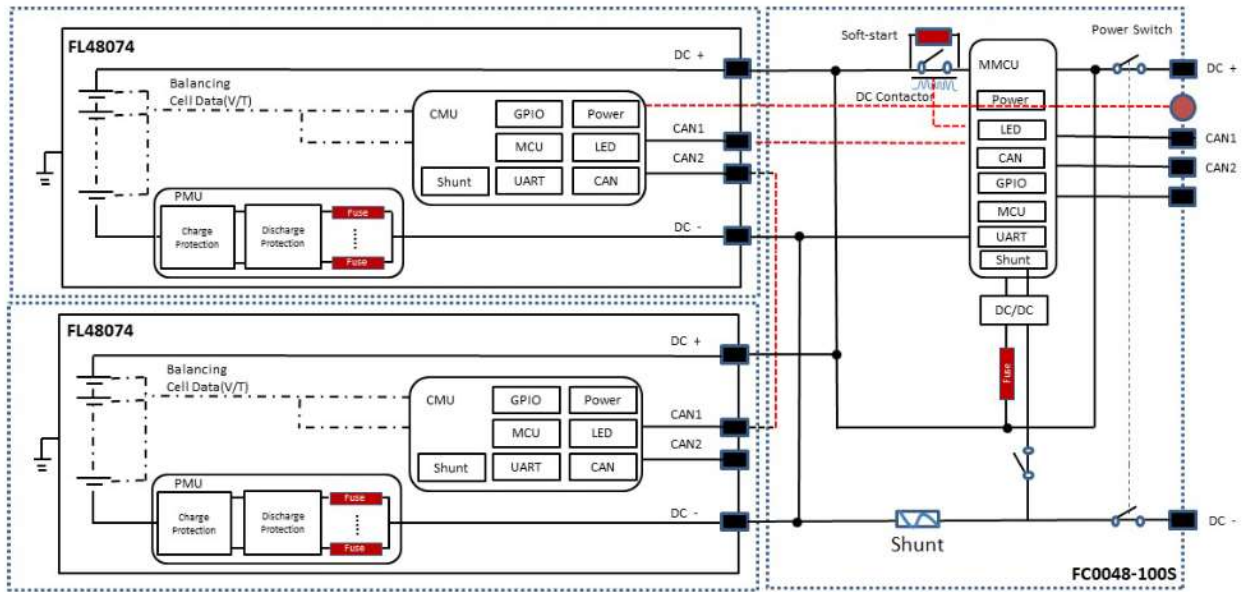 FL48074
DC +
Balancing
Cell Data(V/T)
CMU
GPIO
Power
CAN1
MCU
LED
CAN2
Shunt
UART
CAN
PMU
Charge
Protection
Discharge
Protection
Fuse
Fuse
DC -
FL48074
DC +
Balancing
Cell Data(V/T)
CMU
GPIO
Power
CAN1
MCU
LED
CAN2
Shunt
UART
CAN
PMU
Charge
Protection
Discharge
Protection
Fuse
Fuse
DC -
Soft-start
DC Contactor
MMCU
Power
LED
CAN
GPIO
MCU
UART
Shunt
DC/DC
Fuse
Power Switch
DC +
CAN1
CAN2
DC -
Shunt
FC0048-100S